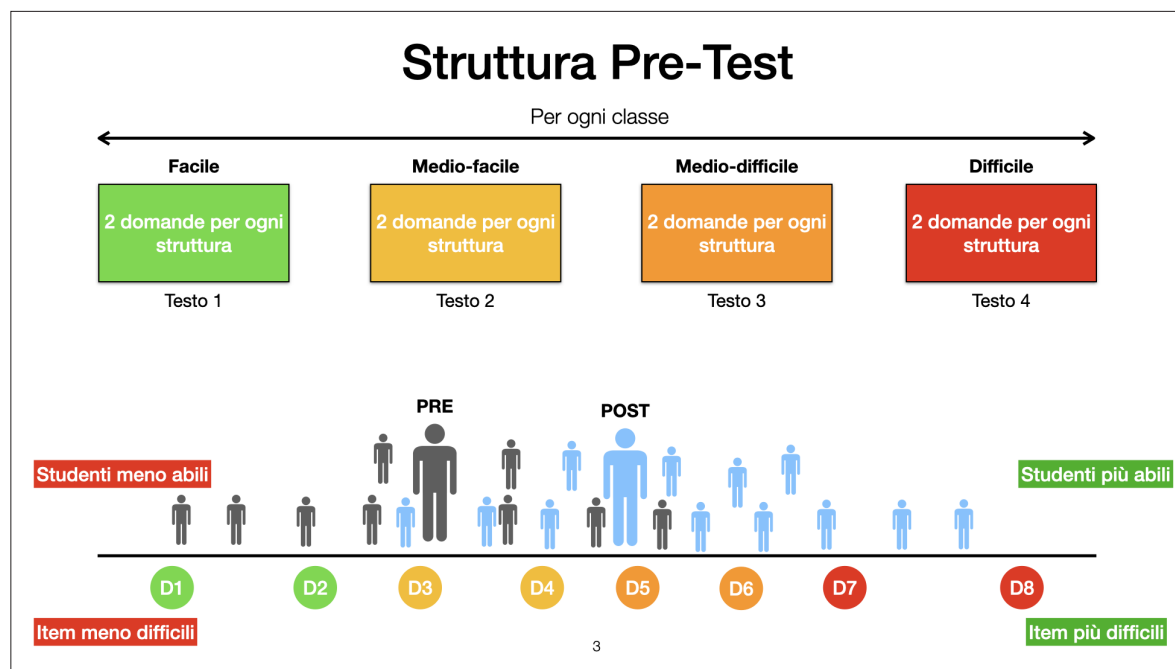 Struttura Pre-Test
Per ogni classe
Facile
Medio-facile
Medio-difficile
Difficile
2 domande per ogni
struttura
2 domande per ogni
struttura
2 domande per ogni
struttura
2 domande per ogni
struttura
Testo 1
Testo 2
Testo 3
Testo 4
PRE
POST
Studenti meno abili
Studenti più abili
D1
D2
D3
D4
D5
D6
D7
D8
Item meno difficili
Item più difficili
3